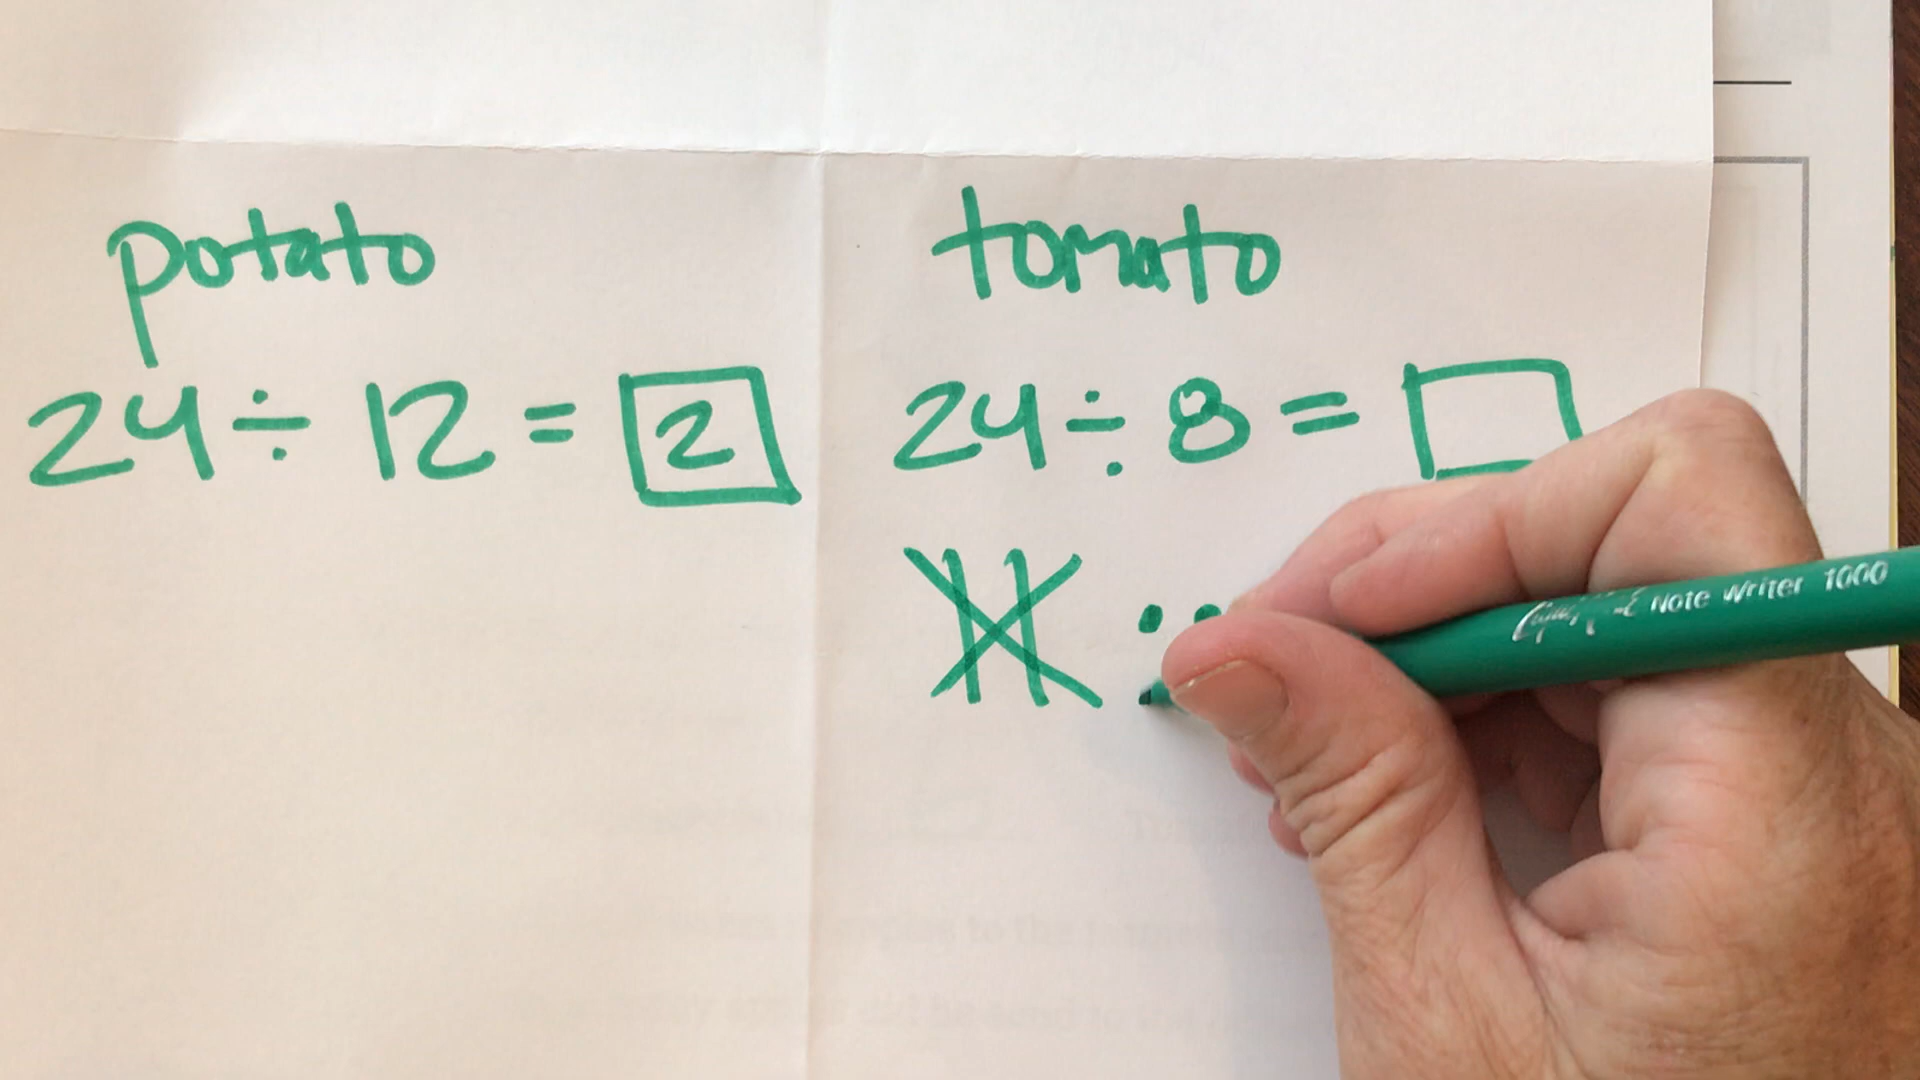 potato
24 ÷ 12 = 2
tomato
24 ÷ 8 =
Note Writer 1000